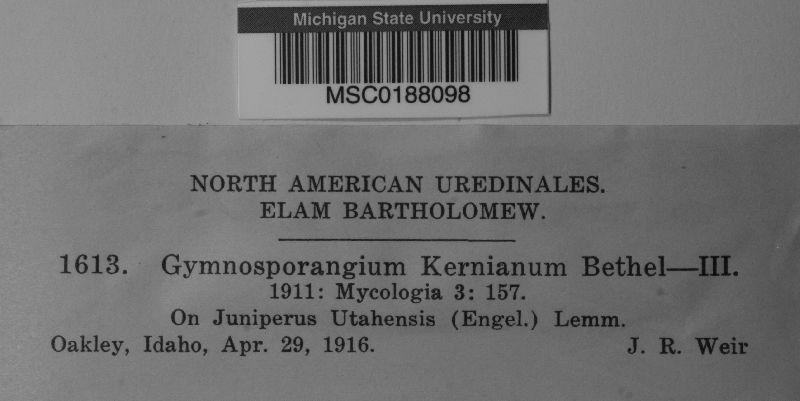 Michigan State University
MSC0188098
NORTH AMERICAN UREDINALES.
ELAM BARTHOLOMEW.
1613. Gymnosporangium Kernianum Bethel—III.
1911: Mycologia 3: 157.
On Juniperus Utahensis (Engel.) Lemm.
Oakley, Idaho, Apr. 29, 1916. J. R. Weir